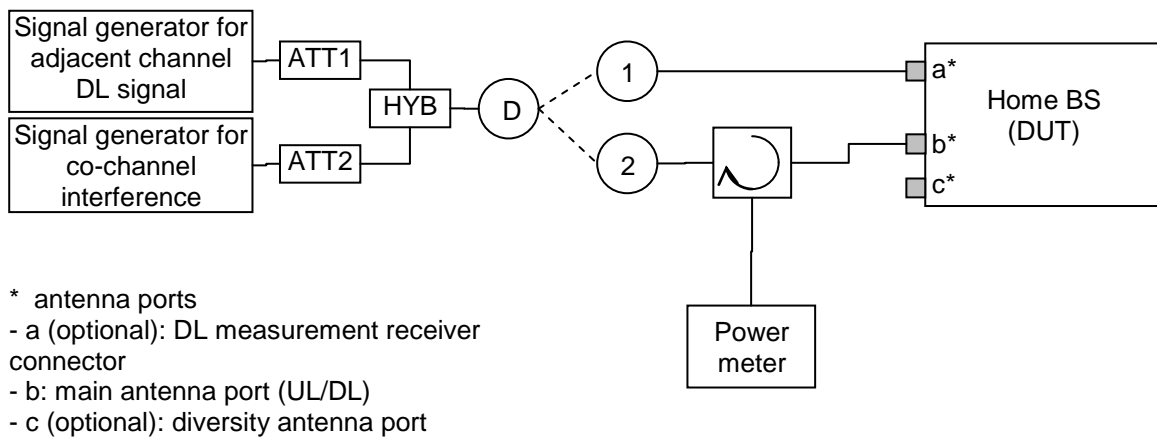 Signal generator for
adjacent channel
DL signal
ATT1
HYB
D
1
2
Signal generator for
co-channel
interference
ATT2
a*
b*
c*
Home BS
(DUT)
Power
meter
* antenna ports
- a (optional): DL measurement receiver
connector
- b: main antenna port (UL/DL)
- c (optional): diversity antenna port